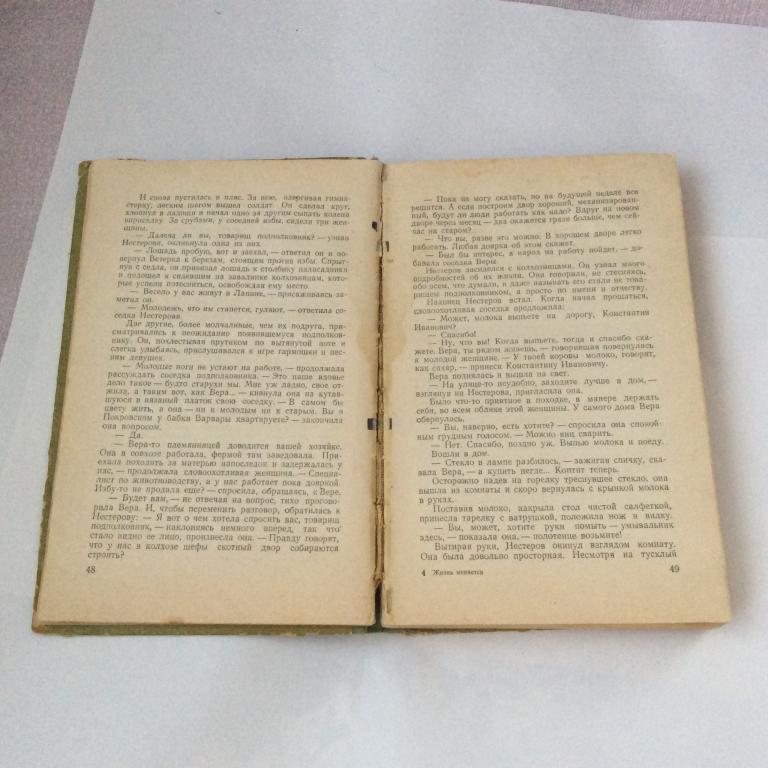 И снова пустилась в пляс. За нею, одергивая гимна-
стерку, легким шагом вышел солдат. Он сделал круг,
хлопнул в ладоши и начал одно за другим сыпать колена
вприсядку. За срубами, у соседней избы, сидели три жен-
щины.
— Далече ли вы, товарищ подполковник? — узнав
Нестерова, окликнула одна из них.
— Лошадь пробую, вот и заехал, — ответил он и по-
вернул Ветерка к березам, стоящим против избы. Спрыг-
нув с седла, он привязал лошадь к столбику палисадника
и подошел к сидящим на завалинке колхозницам, кото-
рые успели потесниться, освобождая ему место.
— Весело у вас живут в Лапине, — присаживаясь за-
метил он.
— Молодежь, что им станется, гуляют, — ответила со-
седка Нестерова.
Две другие, более молчаливые, чем их подруга, при-
сматривались к неожиданно появившемуся подполков-
нику. Он, похлестывая прутиком по вытянутой ноге и
слегка улыбаясь, прислушивался к игре гармошки и пес-
ням девушек.
— Молодые ноги не устают на работе, — продолжала
рассуждать соседка подполковника. — Это наше вдовье
дело такое — будто старухи мы. Мне уж ладно, свое от-
жила, а таким вот, как Вера... — кивнула она на кутав-
шуюся в вязаный платок свою соседку. — В самом бы
цвету жить, а она — ни к молодым ни к старым. Вы в
Покровским у бабки Варвары квартируете? — закончила
она вопросом.
— Да.
— Вера-то племянницей доводится вашей хозяйке.
Она в совхозе работала, фермой там заведовала. При-
ехала походить за матерью напоследок и задержалась у
нас, — продолжала словоохотливая женщина. — Специа-
лист по животноводству, а у нас работает пока дояркой.
Избу-то не продала еще? — спросила, обращаясь, к Вере.
— Будет вам, — не отвечая на вопрос, тихо прогово-
рила Вера. И, чтобы переменить разговор, обратилась к
Нестерову: — Я вот о чем хотела спросить вас, товарищ
подполковник, — наклонясь немного вперед, так что
стало видно ее лицо, произнесла она. — Правду говорят,
что у нас в колхозе шефы скотный двор собираются
строить?
48
— Пока не могу сказать, но на будущей неделе все
решится. А если построим двор хороший, механизирован-
ный, будут ли люди работать как надо? Вдруг на новом
дворе через месяц — два окажется грязи больше, чем сей-
час на старом?
— Что вы, разве это можно. В хорошем дворе легко
работать. Любая доярка об этом скажет.
— Был бы интерес, а народ на работу пойдет, — до-
бавила соседка Веры.
Нестеров засиделся с колхозницами. Он узнал много
подробностей об их жизни. Они говорили, не стесняясь,
обо всем, что думали, и даже называть его стали не това-
рищем подполковником, а просто по имени и отчеству.
Наконец Нестеров встал. Когда начал прощаться,
словоохотливая соседка предложила:
— Может, молока выпьете на дорогу, Константин
Иванович?
— Спасибо!
— Ну, что вы! Когда выпьете, тогда и спасибо ска-
жете. Вера, ты рядом живешь, — говорившая повернулась
к молодой женщине. — У твоей коровы молоко, говорят,
как сахар, — принеси Константину Ивановичу.
Вера поднялась и вышла на свет.
— На улице-то неудобно, заходите лучше в дом, —
взглянув на Нестерова, пригласила она.
Было что-то приятное в походке, в манере держать
себя, во всем облике этой женщины. У самого дома Вера
обернулась.
— Вы, наверно, есть хотите? — спросила она спокой-
ным грудным голосом. — Можно яиц сварить.
— Нет. Спасибо, поздно уж. Выпью молока и поеду.
Вошли в дом.
— Стекло в лампе разбилось, — зажигая спичку, ска-
зала Вера, — а купить негде... Коптит теперь.
Осторожно надев на горелку треснувшее стекло, она
вышла из комнаты и скоро вернулась с крынкой молока
в руках.
Поставив молоко, накрыла стол чистой салфеткой,
принесла тарелку с ватрушкой, положила нож и вилку.
— Вы, может, хотите руки помыть — умывальник
здесь, — показала она, — полотенце возьмите!
Вытирая руки, Нестеров окинул взглядом комнату.
Она была довольно просторная. Несмотря на тусклый
4 Жизнь меняется
49